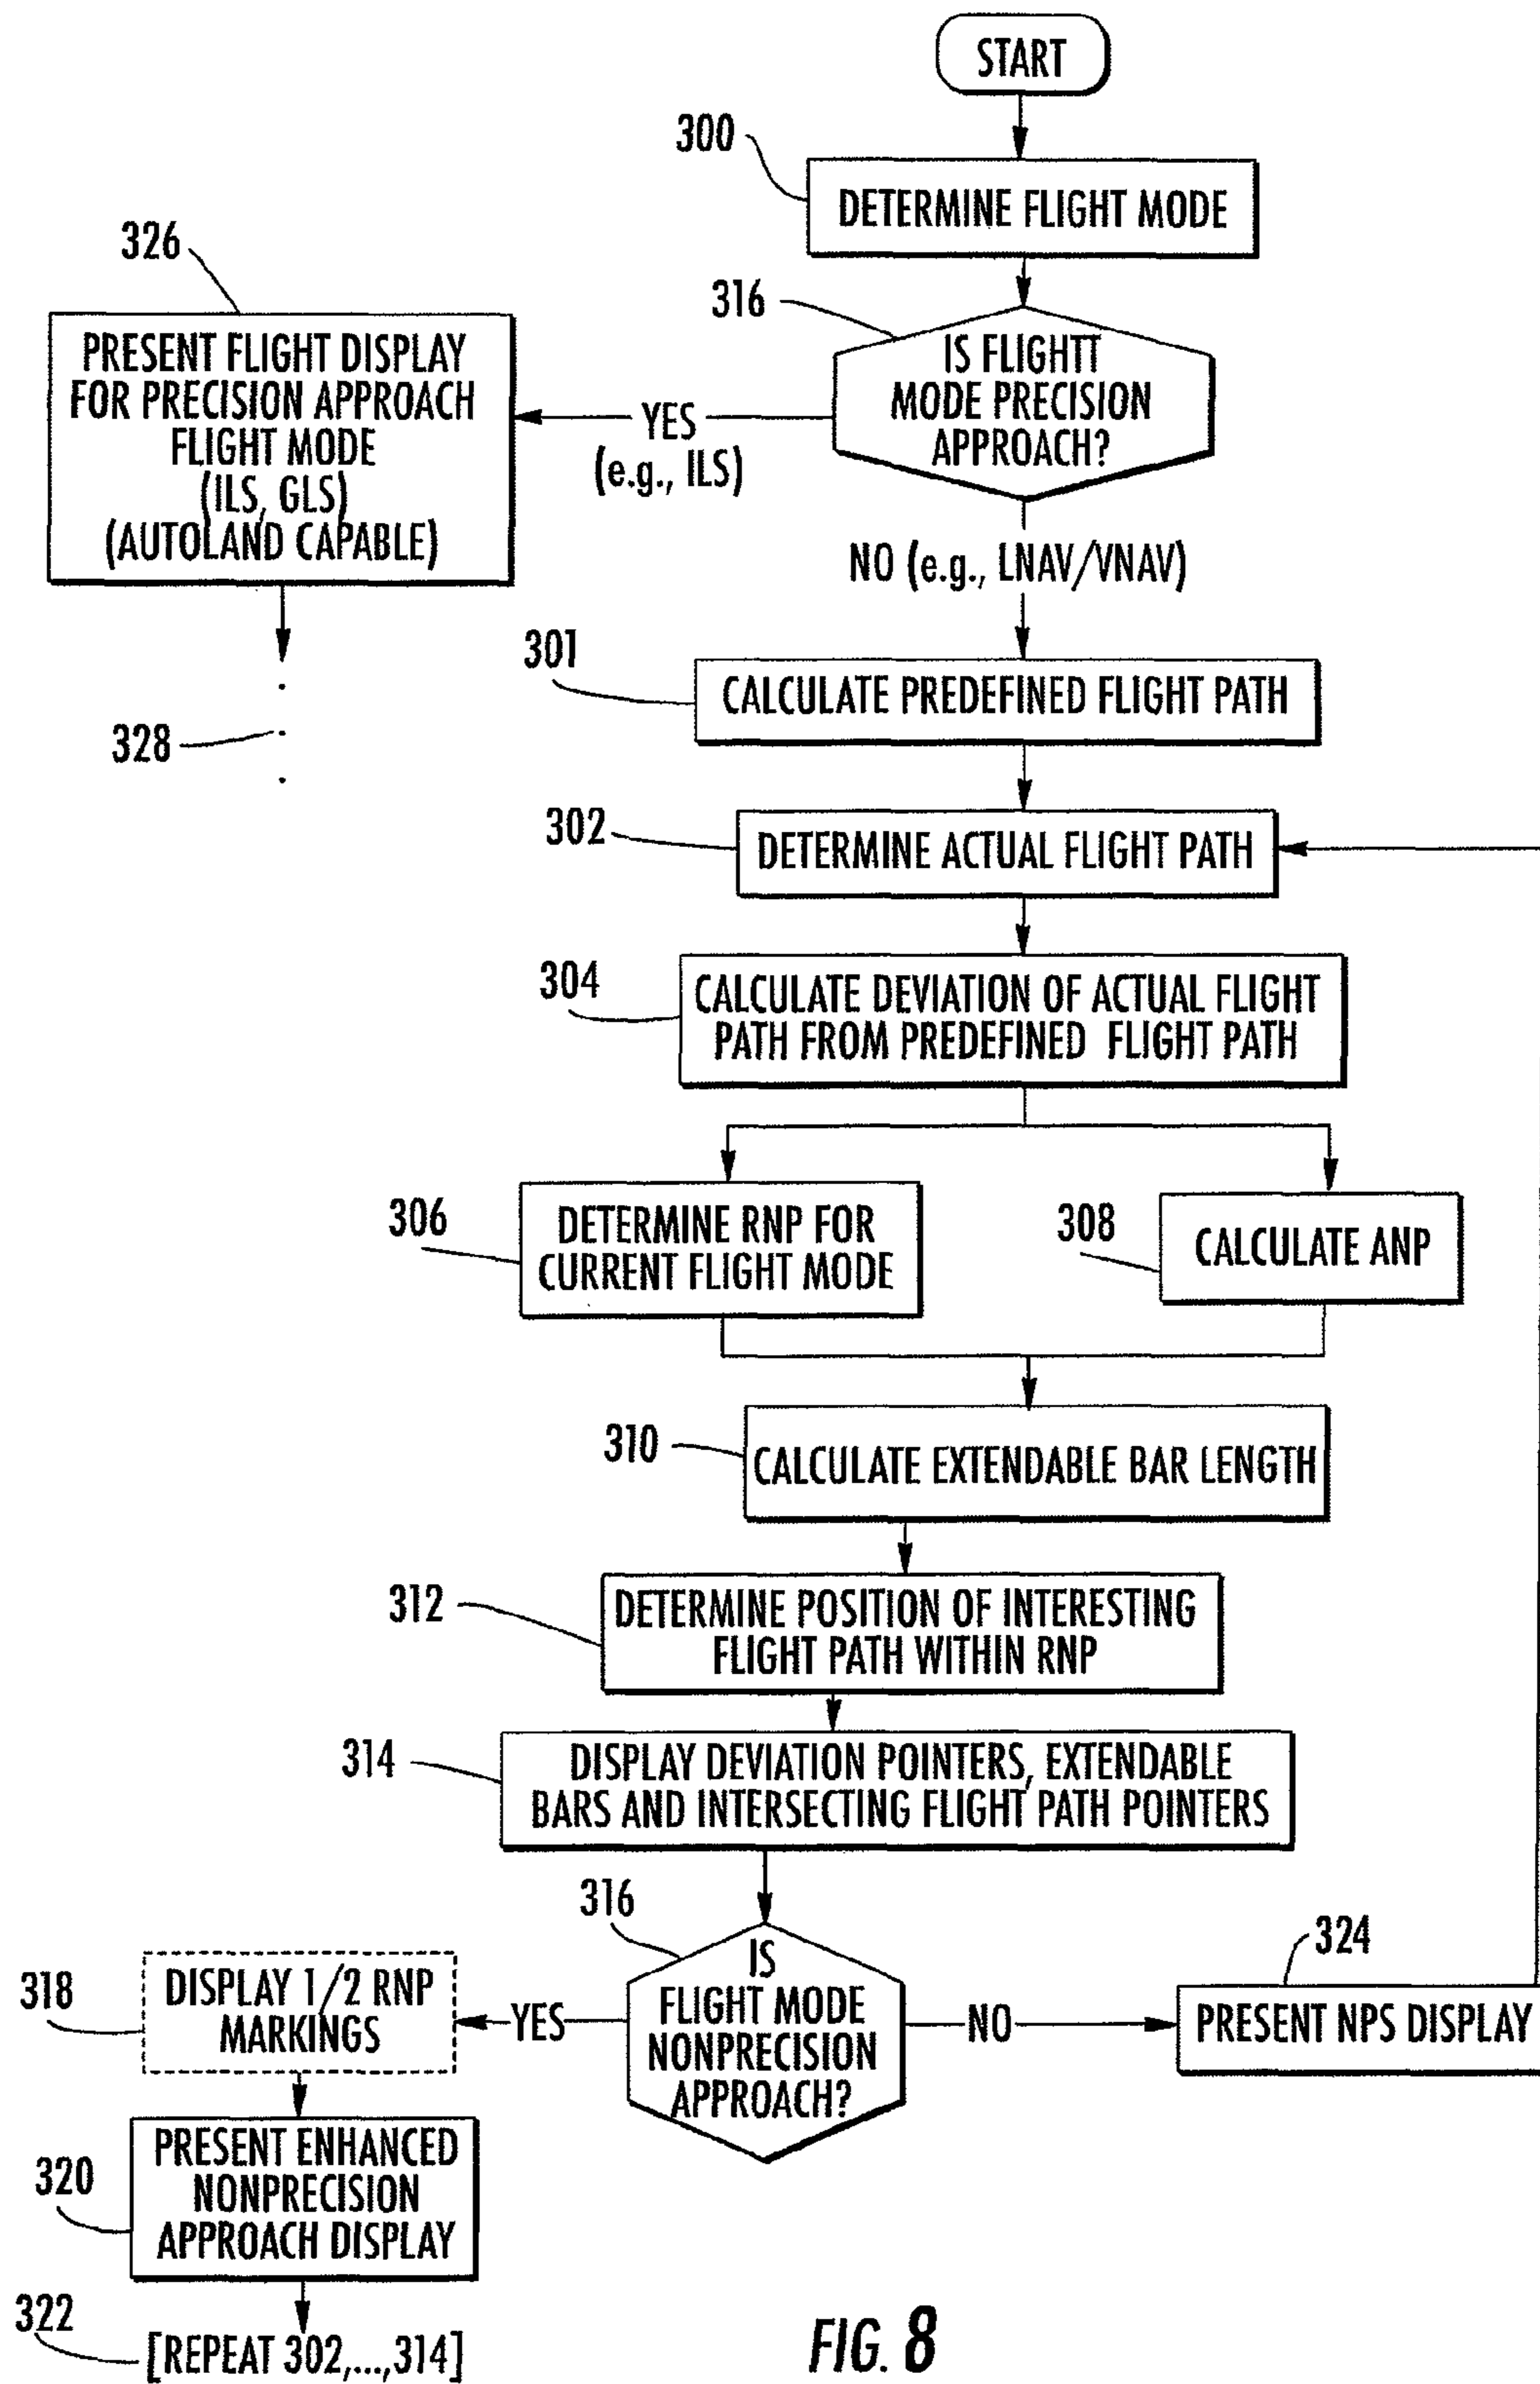 START
300
DETERMINE FLIGHT MODE
326
316
PRESENT FLIGHT DISPLAY
FOR PRECISION APPROACH
FLIGHT MODE
(ILS, GLS)
(AUTOLAND CAPABLE)
IS FLIGHTT
MODE PRECISION
APPROACH?
YES
(e.g., ILS)
NO (e.g., LNAV/VNAV)
328
301
CALCULATE PREDEFINED FLIGHT PATH
302
DETERMINE ACTUAL FLIGHT PATH
304
CALCULATE DEVIATION OF ACTUAL FLIGHT
PATH FROM PREDEFINED FLIGHT PATH
306
DETERMINE RNP FOR
CURRENT FLIGHT MODE
308
CALCULATE ANP
310
CALCULATE EXTENDABLE BAR LENGTH
312
DETERMINE POSITION OF INTERESTING
FLIGHT PATH WITHIN RNP
314
DISPLAY DEVIATION POINTERS, EXTENDABLE
BARS AND INTERSECTING FLIGHT PATH POINTERS
316
IS
FLIGHT MODE
NONPRECISION
APPROACH?
YES
NO
318
DISPLAY 1/2 RNP
MARKINGS
324
PRESENT NPS DISPLAY
320
PRESENT ENHANCED
NONPRECISION
APPROACH DISPLAY
322
[REPEAT 302,...,314]
FIG. 8